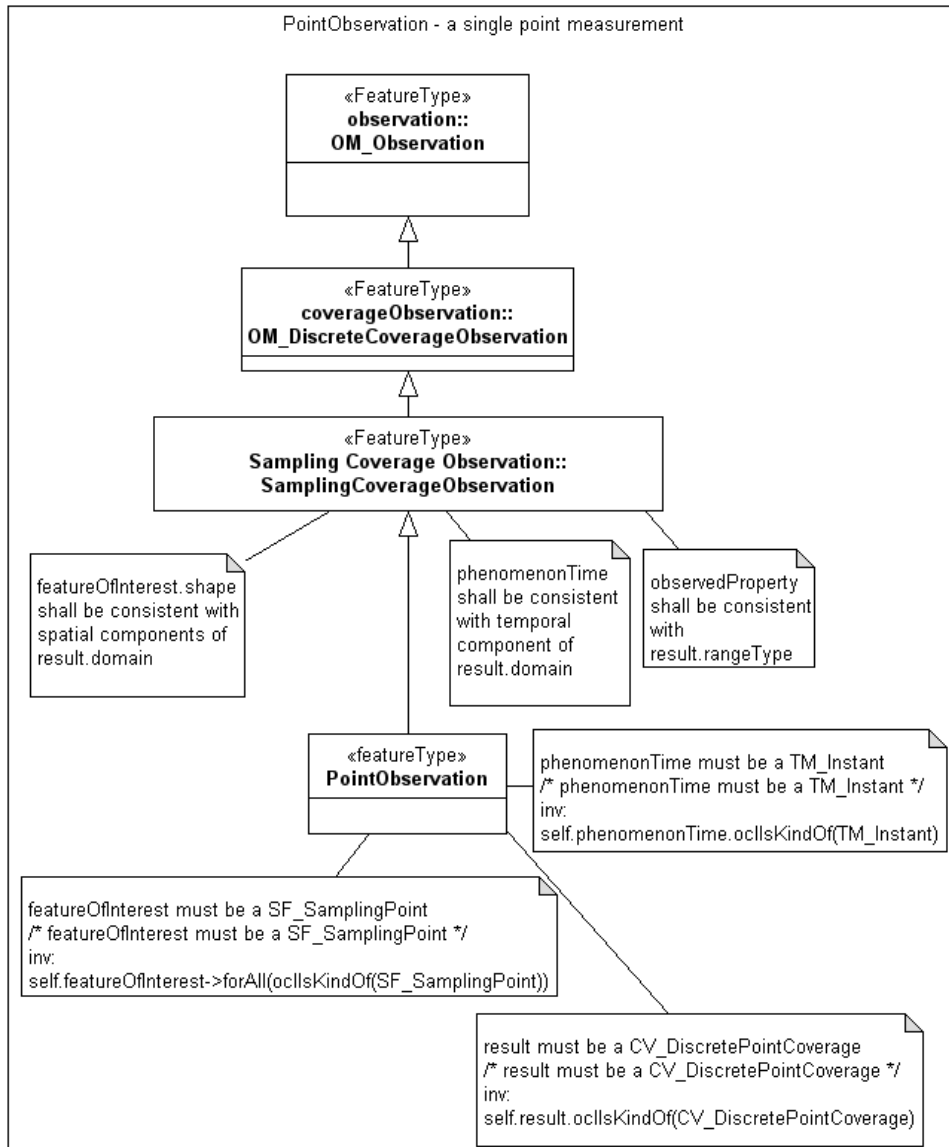 PointObservation - a single point measurement
«FeatureType»
observation::
OM_Observation
«FeatureType»
coverageObservation::
OM_DiscreteCoverageObservation
«FeatureType»
Sampling Coverage Observation::
SamplingCoverageObservation
featureOfInterest.shape
shall be consistent with
spatial components of
result.domain
phenomenonTime
shall be consistent
with temporal
component of
result.domain
observedProperty
shall be consistent
with
result.rangeType
«featureType»
PointObservation
phenomenonTime must be a TM_Instant
/* phenomenonTime must be a TM_Instant */
inv:
self.phenomenonTime.oclIsKindOf(TM_Instant)
featureOfInterest must be a SF_SamplingPoint
/* featureOfInterest must be a SF_SamplingPoint */
inv:
self.featureOfInterest->forAll(oclIsKindOf(SF_SamplingPoint))
result must be a CV_DiscretePointCoverage
/* result must be a CV_DiscretePointCoverage */
inv:
self.result.oclIsKindOf(CV_DiscretePointCoverage)